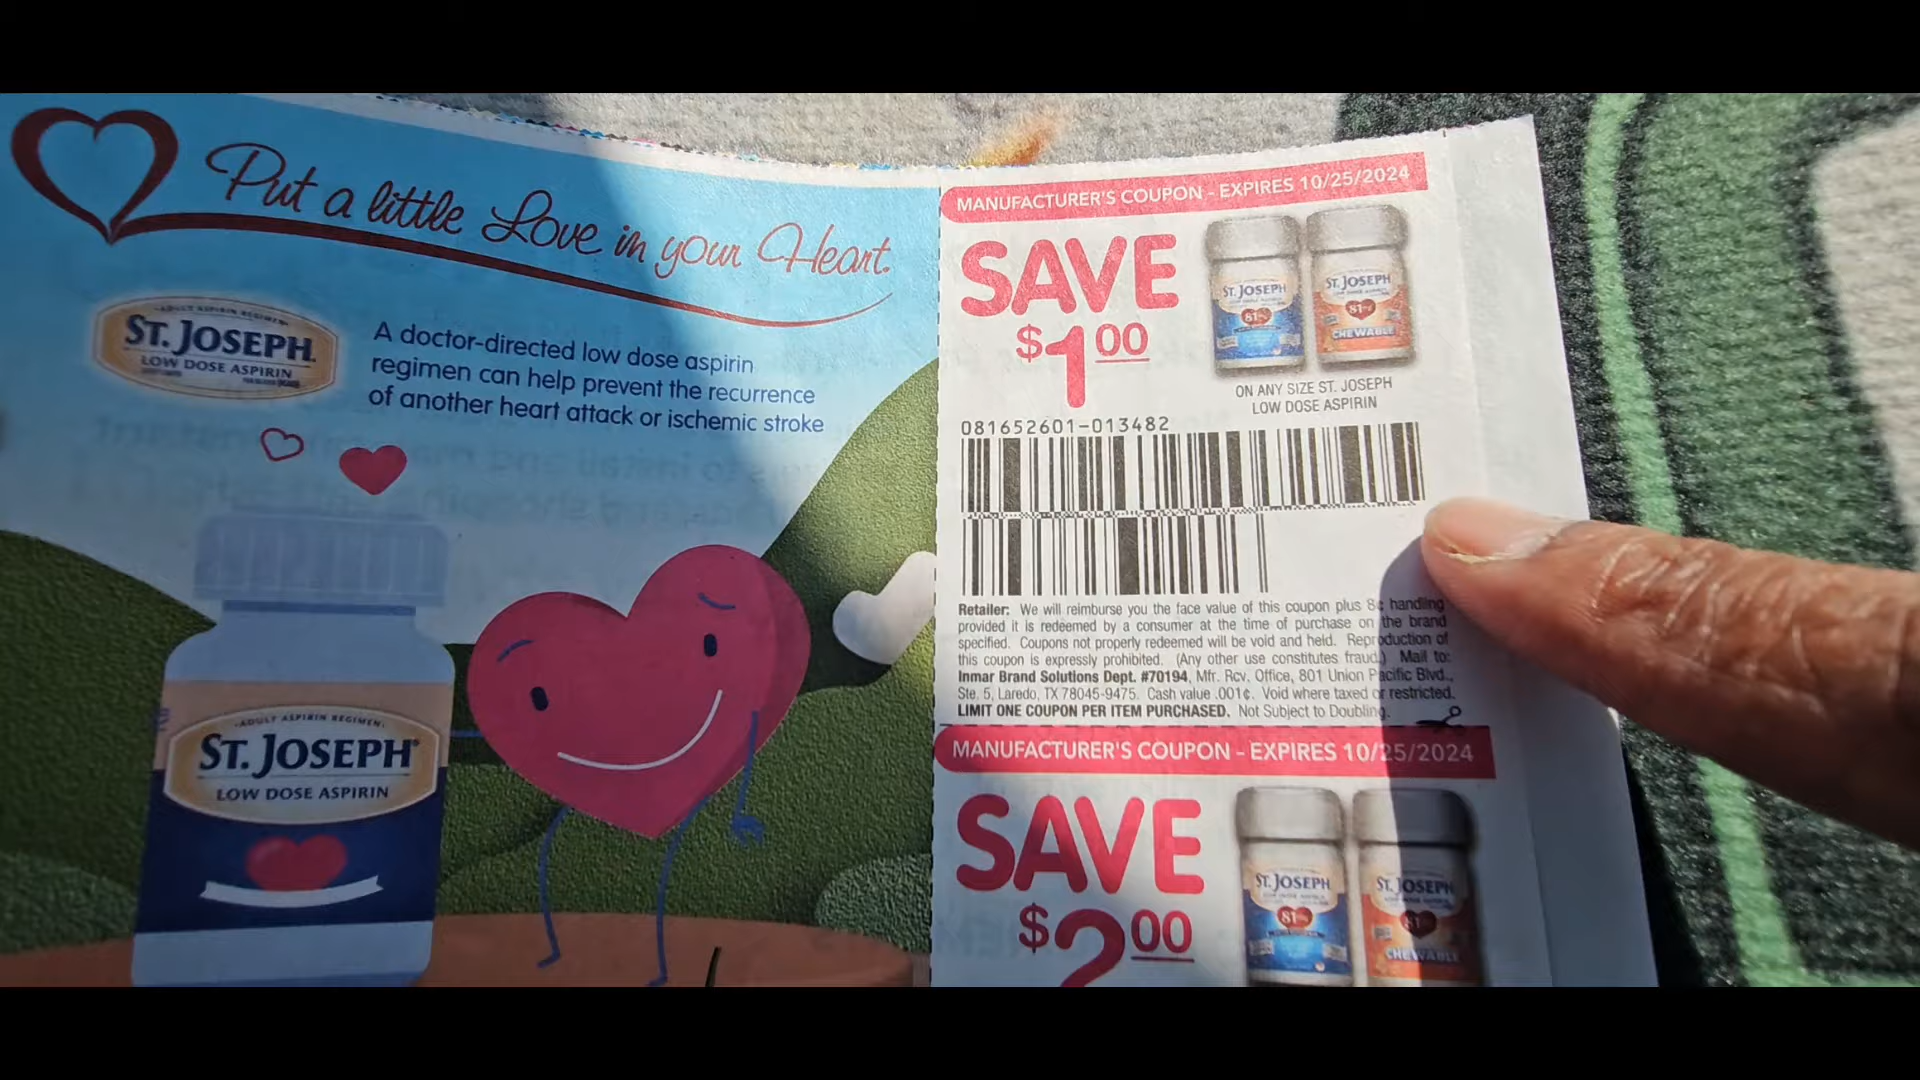 Put a little Love in your Heart.
·ADULT ASPIRIN REGIMEN·
ST. JOSEPH.
LOW DOSE ASPIRIN
A doctor-directed low dose aspirin
regimen can help prevent the recurrence
of another heart attack or ischemic stroke
·ADULT ASPIRIN REGIMEN·
ST. JOSEPH®
LOW DOSE ASPIRIN
MANUFACTURER'S COUPON - EXPIRES 10/25/2024
SAVE
$1 00
ST. JOSEPH
81
ST. JOSEPH
81
CHEWABLE
ON ANY SIZE ST. JOSEPH
LOW DOSE ASPIRIN
081652601-013482
Retailer: We will reimburse you the face value of this coupon plus 8¢ handling
provided it is redeemed by a consumer at the time of purchase on the brand
specified. Coupons not properly redeemed will be void and held. Reproduction of
this coupon is expressly prohibited. (Any other use constitutes fraud.) Mail to:
Inmar Brand Solutions Dept. #70194, Mfr. Rcv. Office, 801 Union Pacific Blvd.,
Ste. 5, Laredo, TX 78045-9475. Cash value .001¢. Void where taxed or restricted.
LIMIT ONE COUPON PER ITEM PURCHASED. Not Subject to Doubling.
MANUFACTURER'S COUPON - EXPIRES 10/25/2024
SAVE
$2 00
ST. JOSEPH
81
ST. JOSEPH
81
CHEWABLE